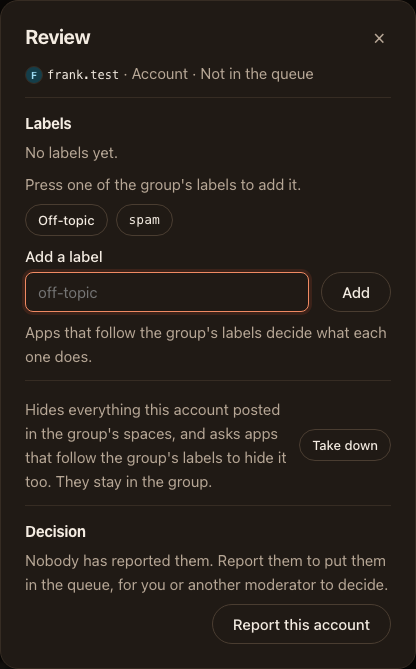 Review
×
F frank.test · Account · Not in the queue
Labels
No labels yet.
Press one of the group's labels to add it.
Off-topic spam
Add a label
off-topic Add
Apps that follow the group's labels decide what each
one does.
Hides everything this account posted
in the group's spaces, and asks apps
that follow the group's labels to hide it
too. They stay in the group.
Take down
Decision
Nobody has reported them. Report them to put them
in the queue, for you or another moderator to decide.
Report this account